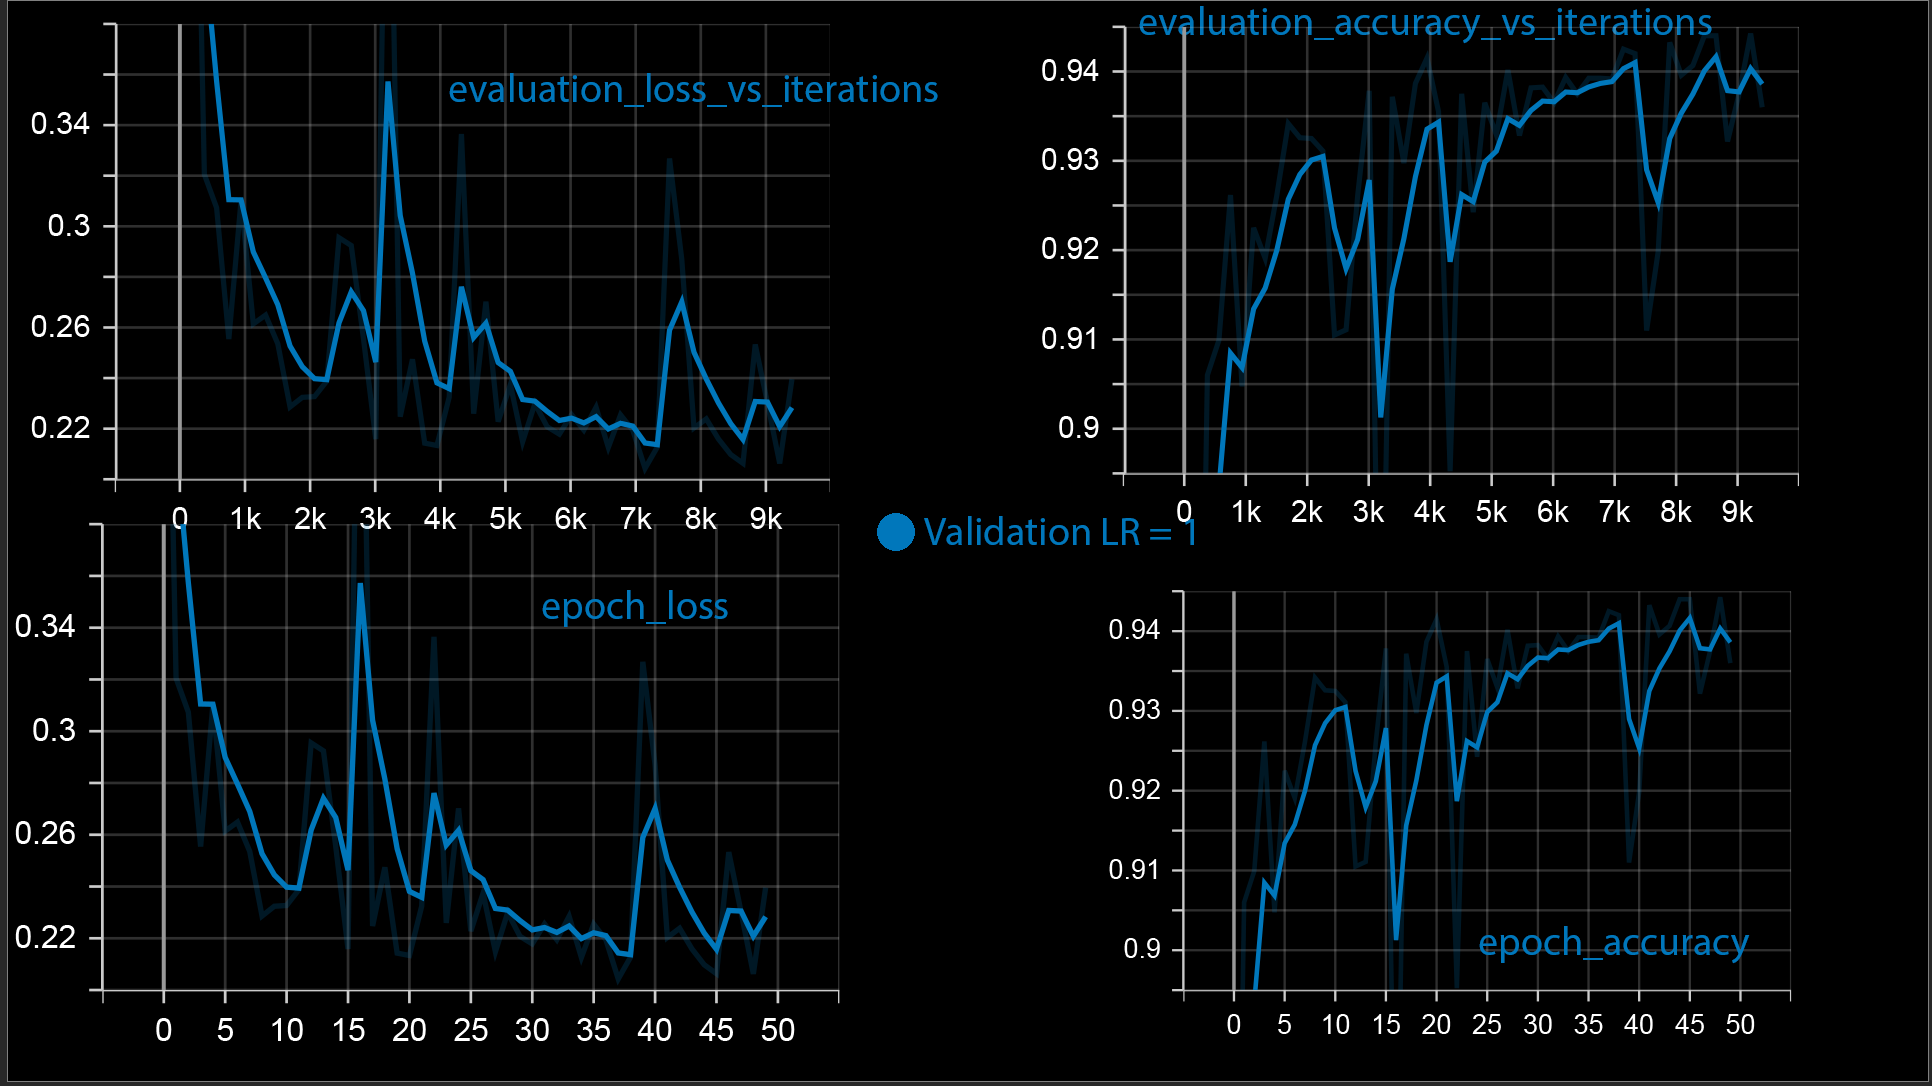 evaluation_loss_vs_iterations
0.34
0.3
0.26
0.22
0 1k 2k 3k 4k 5k 6k 7k 8k 9k
evaluation_accuracy_vs_iterations
0.94
0.93
0.92
0.91
0.9
0 1k 2k 3k 4k 5k 6k 7k 8k 9k
Validation LR = 1
epoch_loss
0.34
0.3
0.26
0.22
0 5 10 15 20 25 30 35 40 45 50
0.94
0.93
0.92
0.91
0.9
epoch_accuracy
0 5 10 15 20 25 30 35 40 45 50